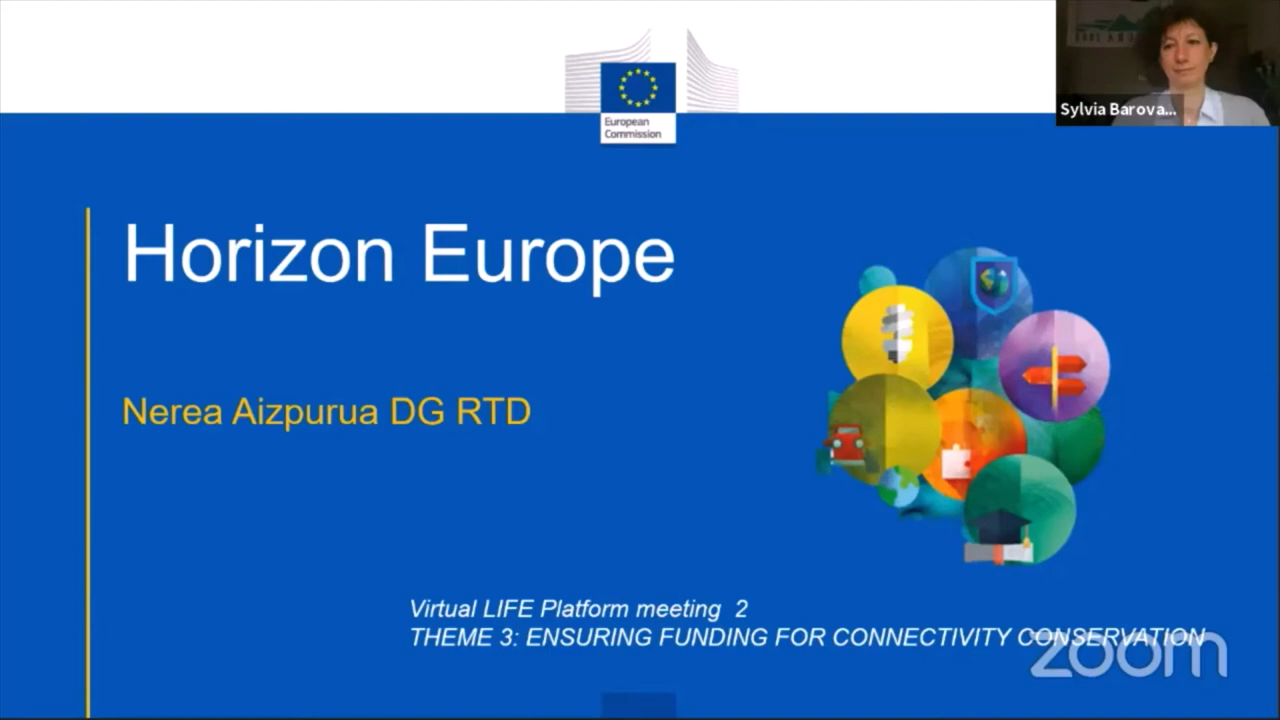 European
Commission
Sylvia Barova...
Horizon Europe
Nerea Aizpurua DG RTD
Virtual LIFE Platform meeting 2
THEME 3: ENSURING FUNDING FOR CONNECTIVITY CONSERVATION
zoom